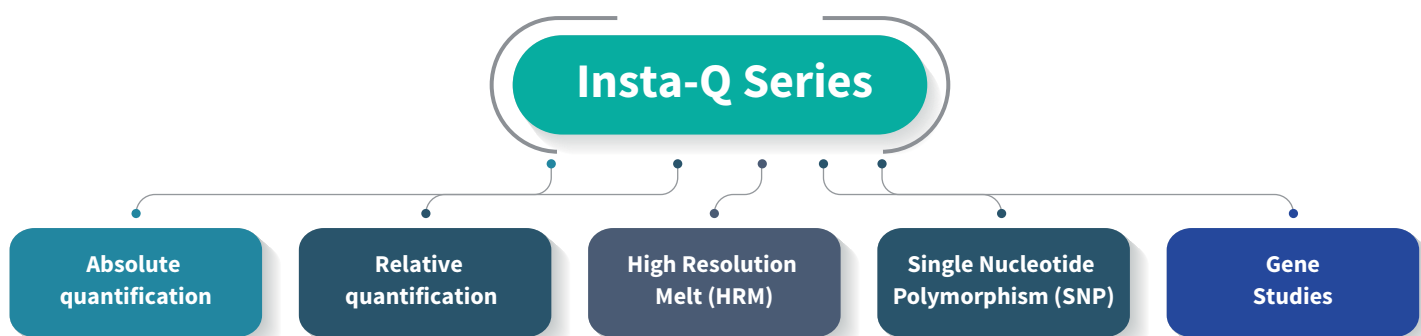 Insta-Q Series
Absolute
quantification
Relative
quantification
High Resolution
Melt (HRM)
Single Nucleotide
Polymorphism (SNP)
Gene
Studies